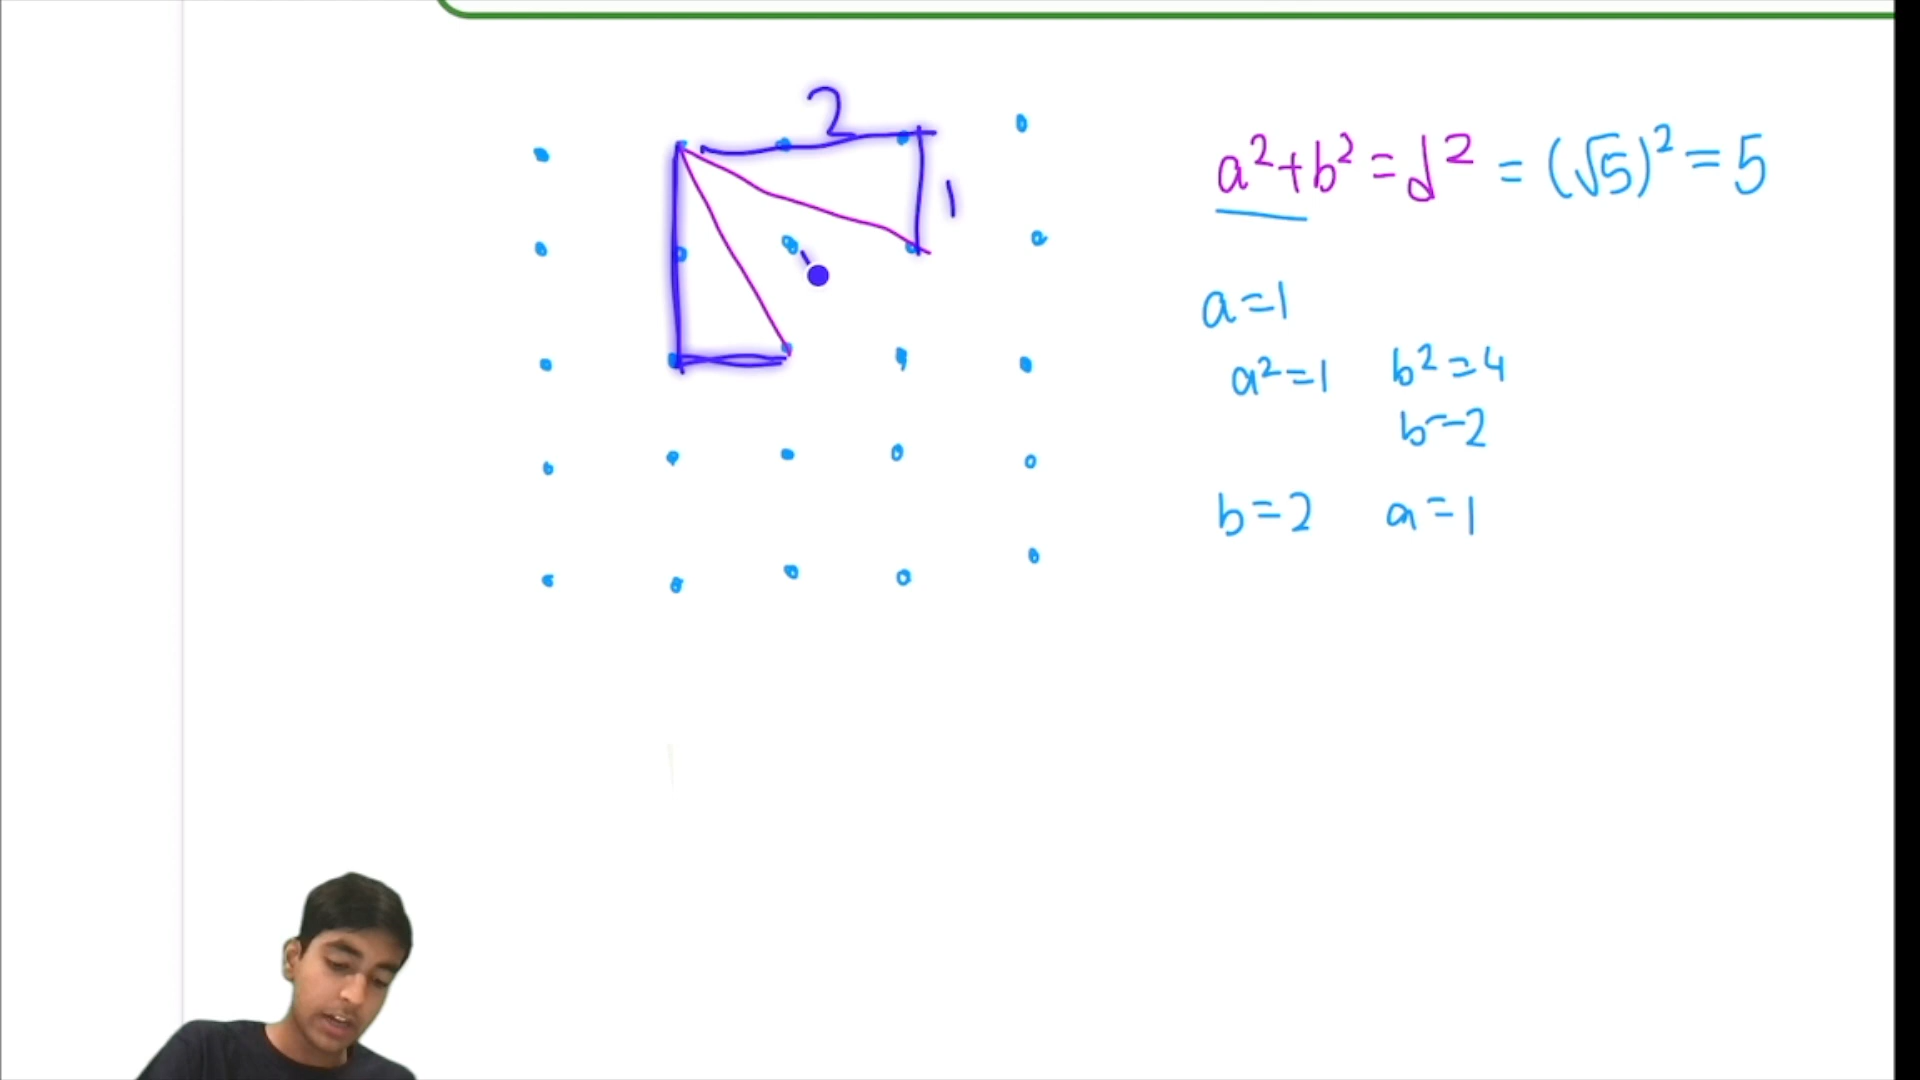 2
1
a² + b² = d² = (√5)² = 5
a = 1
a² = 1 b² = 4
b = 2
b = 2 a = 1